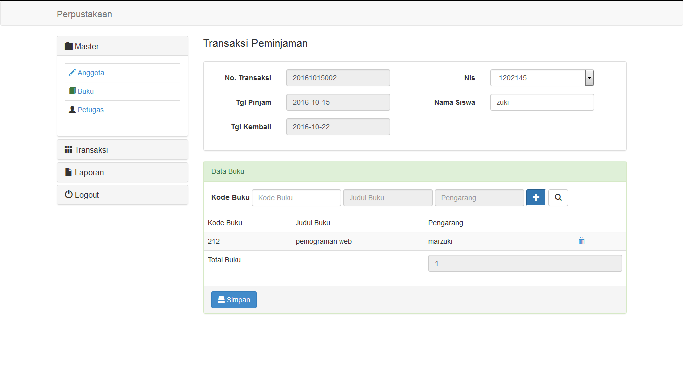 Perpustakaan
Master
Anggota
Buku
Petugas
Transaksi
Laporan
Logout
Transaksi Peminjaman
No. Transaksi 20161015002 Nis 1202145
Tgl Pinjam 2016-10-15 Nama Siswa zuki
Tgl Kembali 2016-10-22
Data Buku
Kode Buku Kode Buku Judul Buku Pengarang
Kode Buku Judul Buku Pengarang
212 pemograman web marzuki
Total Buku 1
Simpan